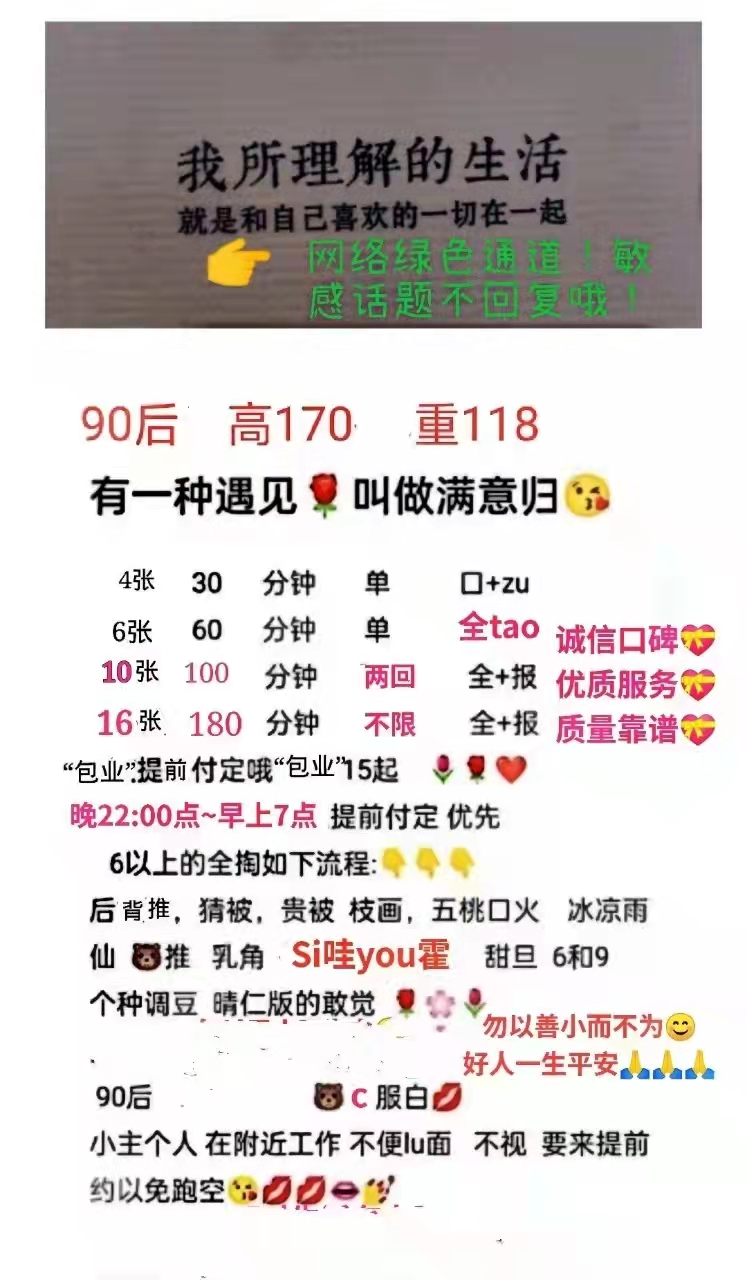 我所理解的生活
就是和自己喜欢的一切在一起
👉 网络绿色通道！敏
感话题不回复哦！
90后 高170 重118
有一种遇见🌹叫做满意归😘
4张 30 分钟 单 口+zu
6张 60 分钟 单 全tao
诚信口碑💝
10张 100 分钟 两回 全+报
优质服务💝
16张 180 分钟 不限 全+报
质量靠谱💝
“包业”提前付定哦“包业”15起 🌷🌹❤️
晚22:00点~早上7点 提前付定 优先
6以上的全掏如下流程:👇👇👇
后背推，猜被，贵被 枝画，五桃口火 冰凉雨
仙 🐻推 乳角 Si哇you霍 甜旦 6和9
个种调豆 晴仁版的敢觉 🌹🌸🌷
勿以善小而不为😊
好人一生平安🙏🙏🙏
90后 🐻 c 服白💋
小主个人 在附近工作 不便lu面 不视 要来提前
约以免跑空😘💋💋👄💅